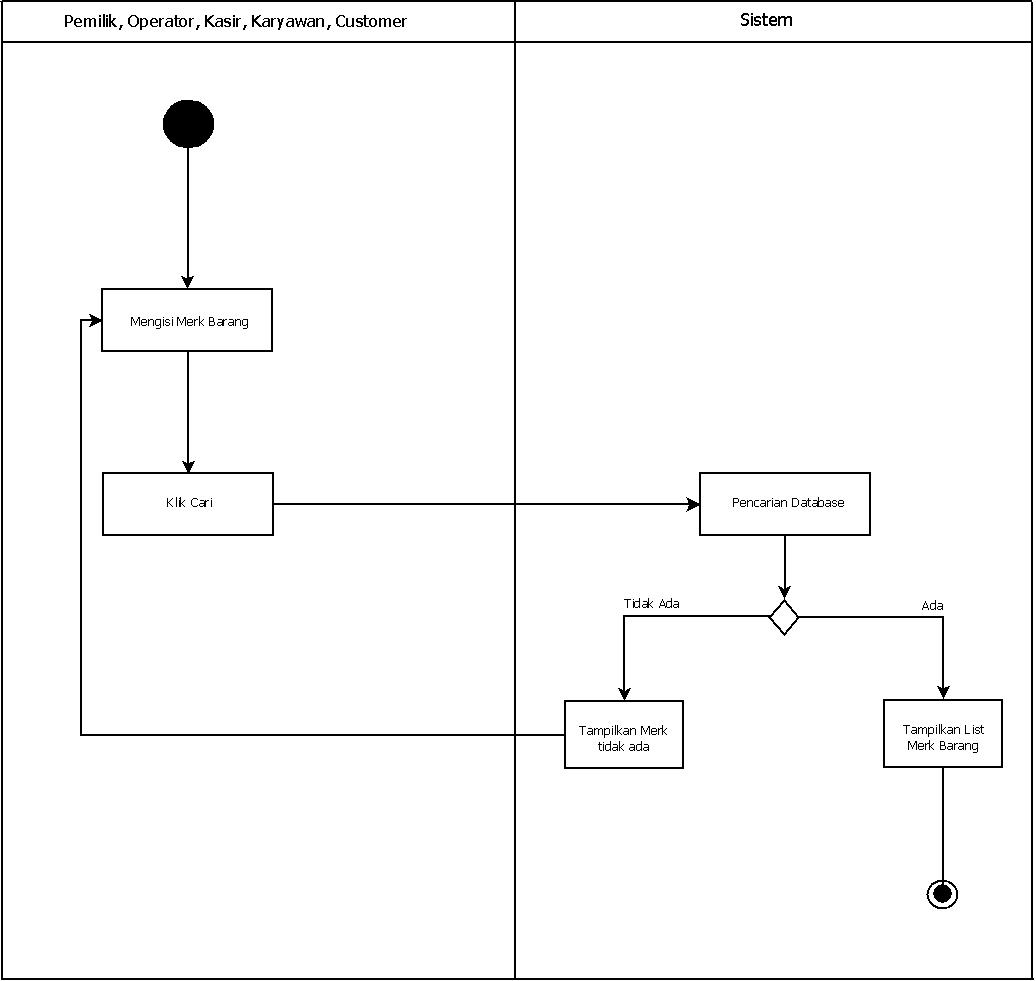 Pemilik, Operator, Kasir, Karyawan, Customer
Sistem
Mengisi Merk Barang
Klik Cari
Pencarian Database
Tidak Ada
Ada
Tampilkan Merk
tidak ada
Tampilkan List
Merk Barang